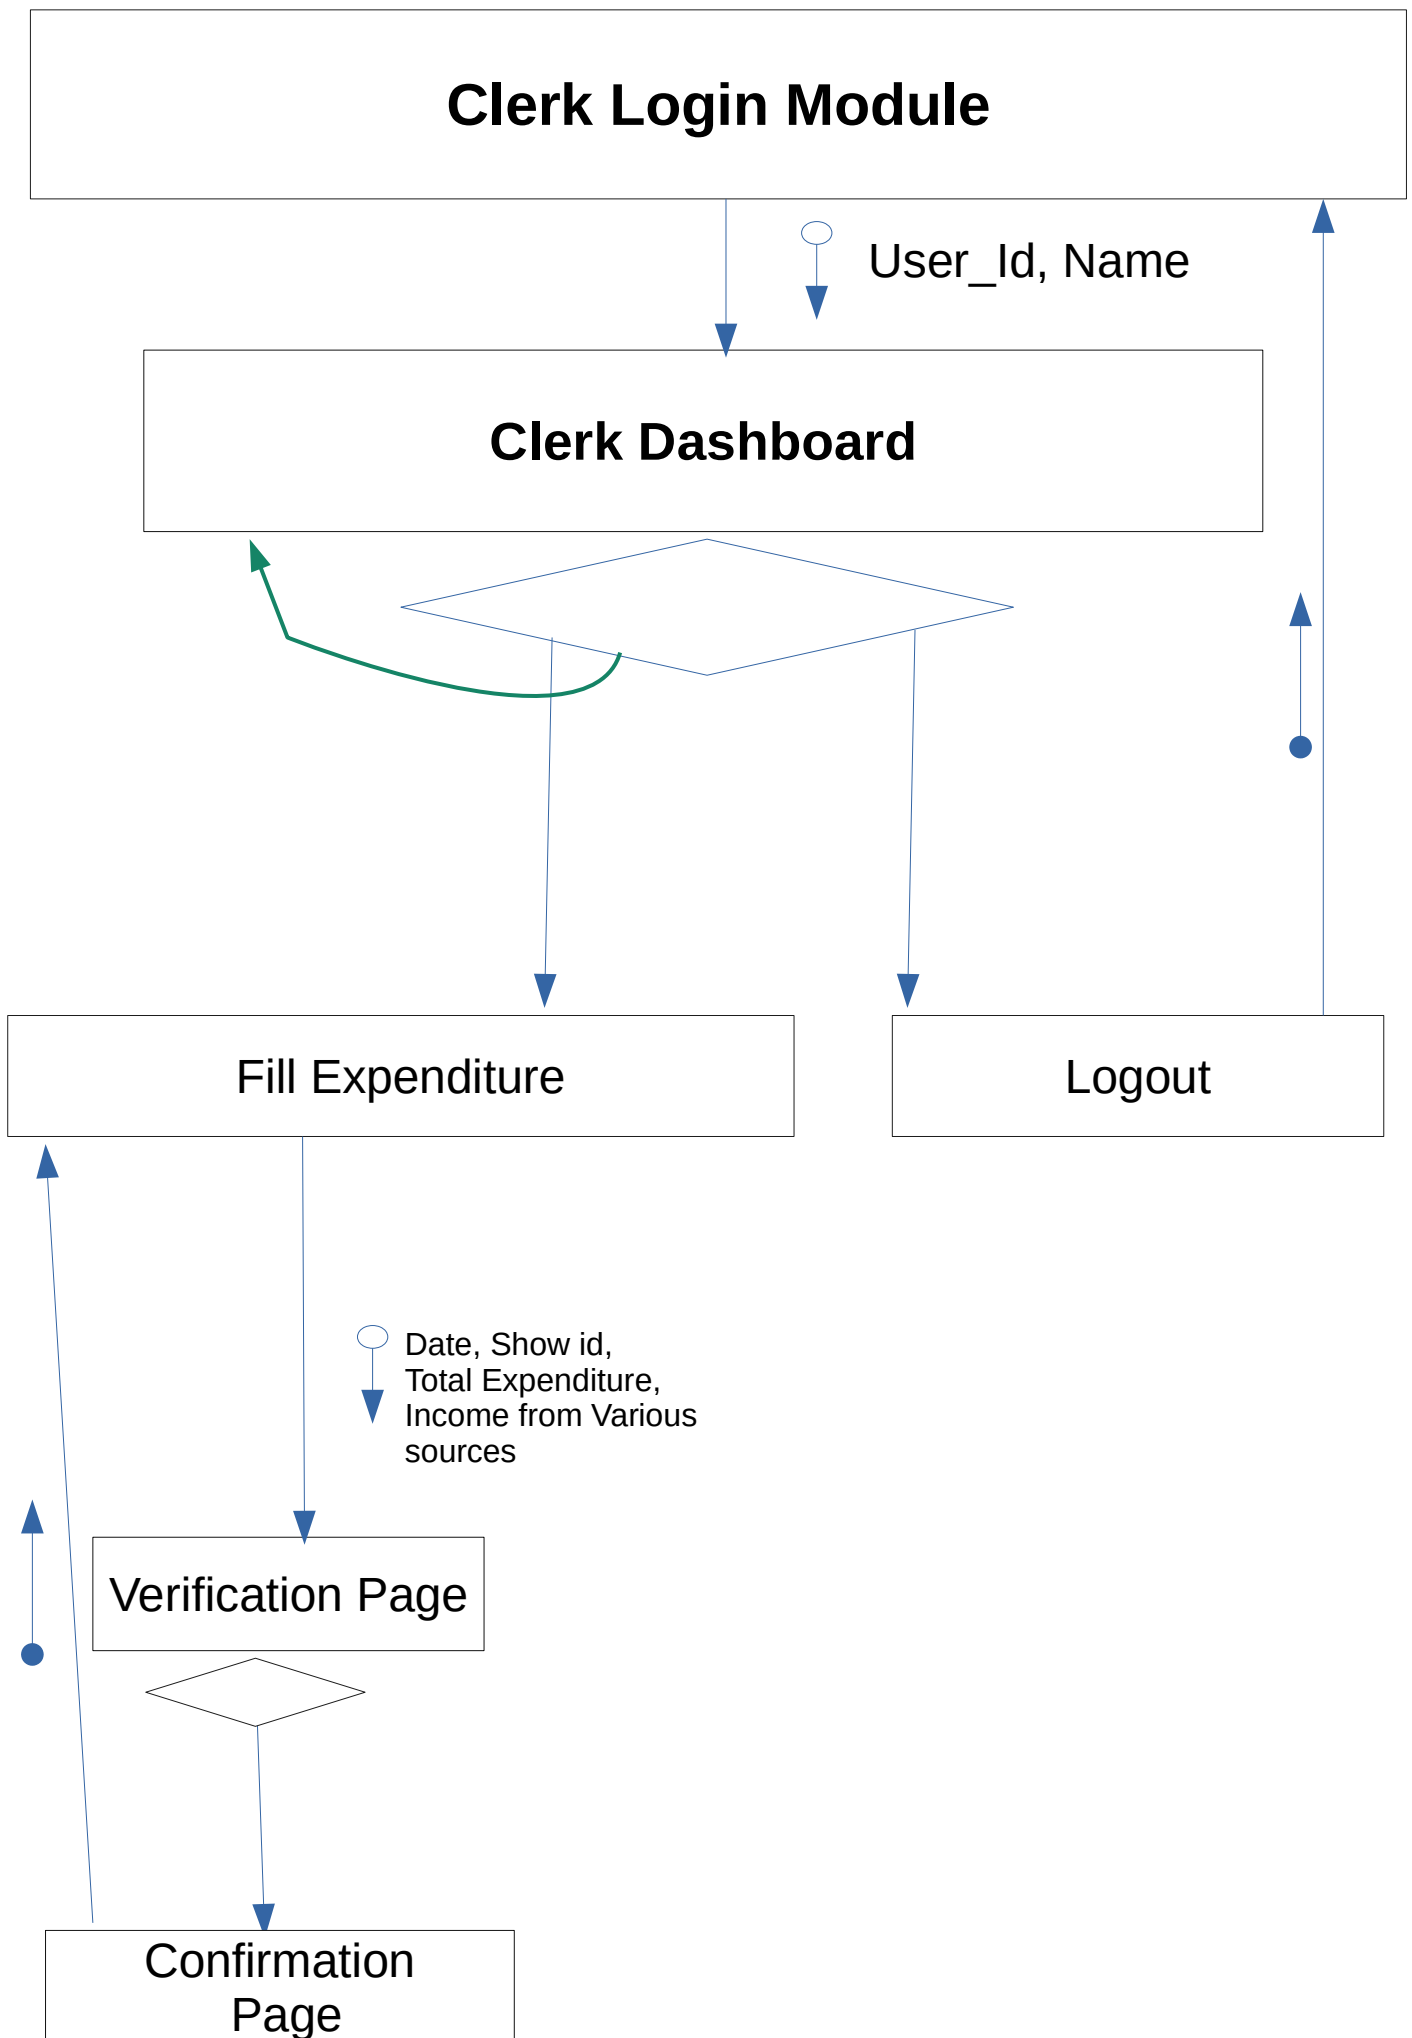 Clerk Login Module
User_Id, Name
Clerk Dashboard
Fill Expenditure
Logout
Date, Show id,
Total Expenditure,
Income from Various
sources
Verification Page
Confirmation
Page